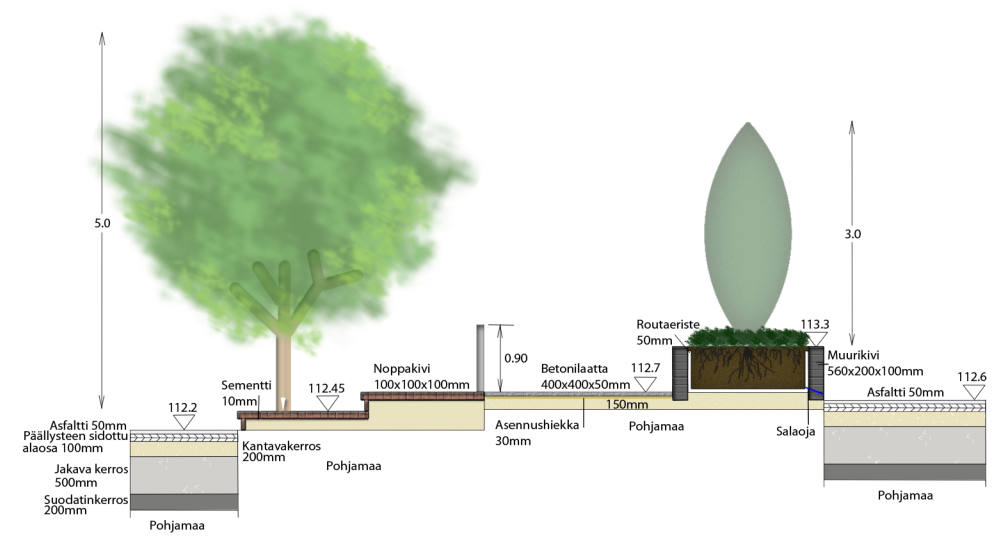 5.0
3.0
0.90
Routaeriste
50mm
113.3
Muurikivi
560x200x100mm
Noppakivi
100x100x100mm
Betonilaatta
400x400x50mm
112.7
112.6
Asfaltti 50mm
Sementti
10mm
112.45
112.2
150mm
Asennushiekka
30mm
Pohjamaa
Salaoja
Asfaltti 50mm
Päällysteen sidottu
alaosa 100mm
Kantavakerros
200mm
Pohjamaa
Jakava kerros
500mm
Suodatinkerros
200mm
Pohjamaa
Pohjamaa